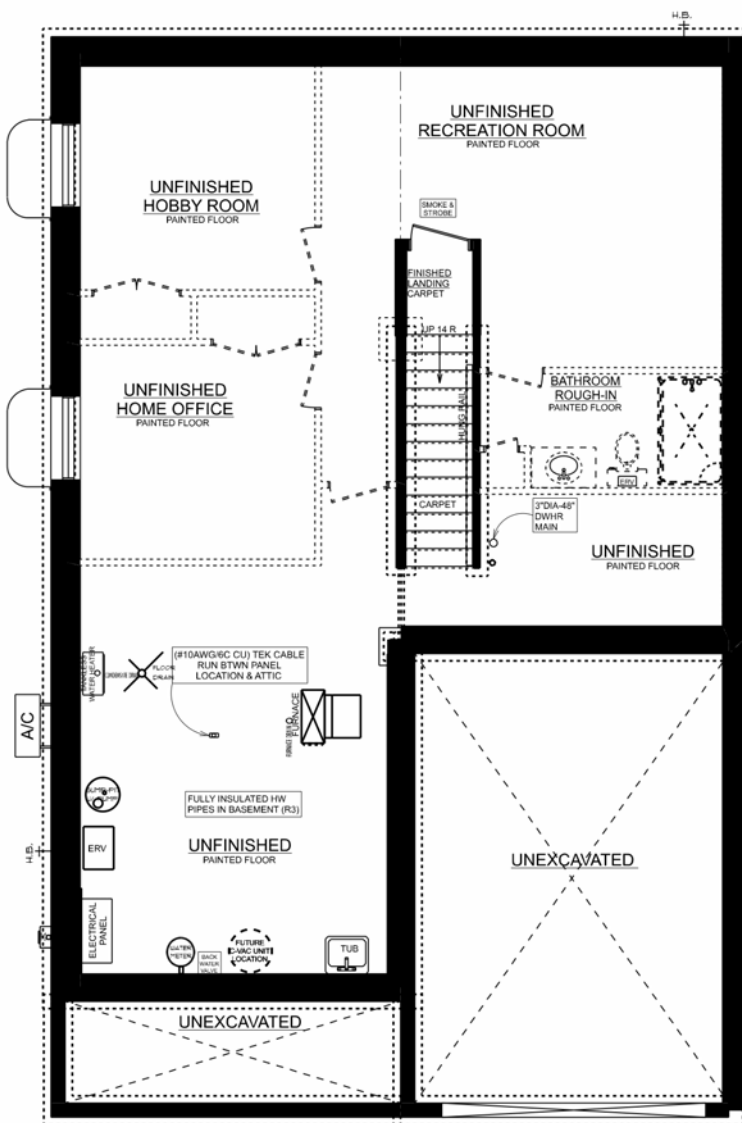 H.B.
UNFINISHED
RECREATION ROOM
PAINTED FLOOR
UNFINISHED
HOBBY ROOM
PAINTED FLOOR
SMOKE &
STROBE
FINISHED
LANDING
CARPET
UP 14 R
HUNG RAIL
CARPET
UNFINISHED
HOME OFFICE
PAINTED FLOOR
BATHROOM
ROUGH-IN
PAINTED FLOOR
ERV
3"DIA-48"
DWHR
MAIN
UNFINISHED
PAINTED FLOOR
WATER HEATER
FLOOR
DRAIN
(#10AWG/6C CU) TEK CABLE
RUN BTWN PANEL
LOCATION & ATTIC
FURNACE
A/C
FULLY INSULATED HW
PIPES IN BASEMENT (R3)
UNFINISHED
PAINTED FLOOR
H.B.
ERV
ELECTRICAL
PANEL
WATER
METER
BACK
WATER
VALVE
FUTURE
C-VAC UNIT
LOCATION
TUB
UNEXCAVATED
UNEXCAVATED